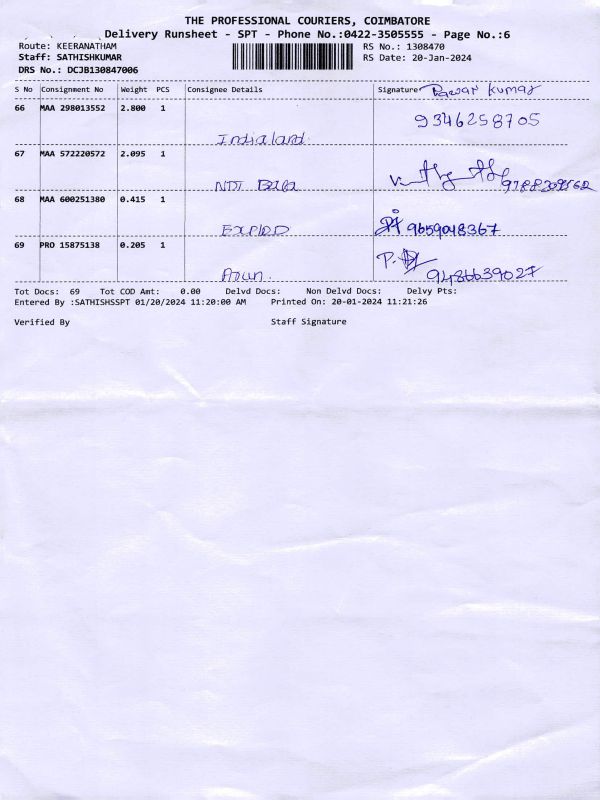 THE PROFESSIONAL COURIERS, COIMBATORE
Delivery Runsheet - SPT - Phone No.:0422-3505555 - Page No.:6
Route: KEERANATHAM RS No.: 1308470
Staff: SATHISHKUMAR RS Date: 20-Jan-2024
DRS No.: DCJB130847006
S No Consignment No Weight PCS Consignee Details Signature Pawar Kumar
66 MAA 298013552 2.800 1 9346258705
Indialand.
67 MAA 572220572 2.095 1
NTT Data
68 MAA 600251380 0.415 1 9659048367
69 PRO 15875138 0.205 1
Arun. 9486639027
Tot Docs: 69 Tot COD Amt: 0.00 Delvd Docs: Non Delvd Docs: Delvy Pts:
Entered By :SATHISHSSPT 01/20/2024 11:20:00 AM Printed On: 20-01-2024 11:21:26
Verified By Staff Signature